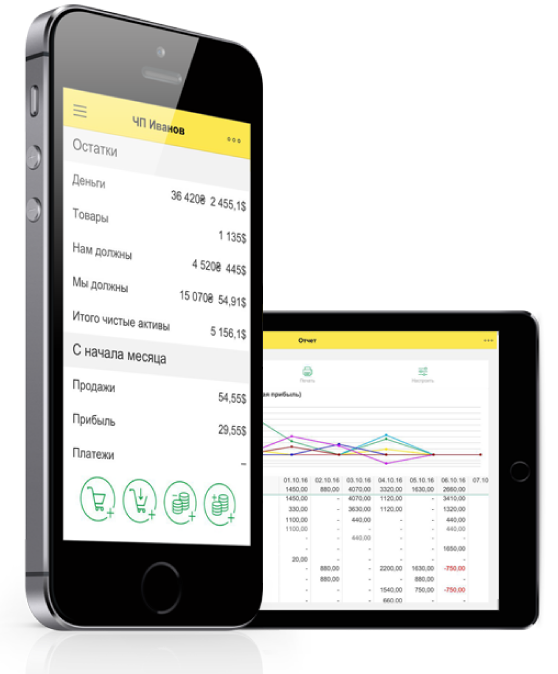 ЧП Иванов
Остатки
Деньги
36 420₴ 2 455,1$
Товары
1 135$
Нам должны
4 520₴ 445$
Мы должны
15 070₴ 54,91$
Итого чистые активы
5 156,1$
С начала месяца
Продажи
54,55$
Прибыль
29,55$
Платежи
–
Отчет
Печать Настроить
ая прибыль)
01.10.16 02.10.16 03.10.16 04.10.16 05.10.16 06.10.16 07.10
1450,00 880,00 4070,00 3320,00 1630,00 2660,00
1450,00 - 4070,00 1120,00 - 3410,00
330,00 - 3630,00 1120,00 - 1320,00
1100,00 - 440,00 - - 440,00
1100,00 - - - - 440,00
- - 440,00 - - -
- - - - - 1650,00
20,00 - - - - -
- 880,00 - 2200,00 1630,00 -750,00
- 880,00 - - 880,00 -
- - - 1540,00 750,00 -750,00
- - - 660,00 - -